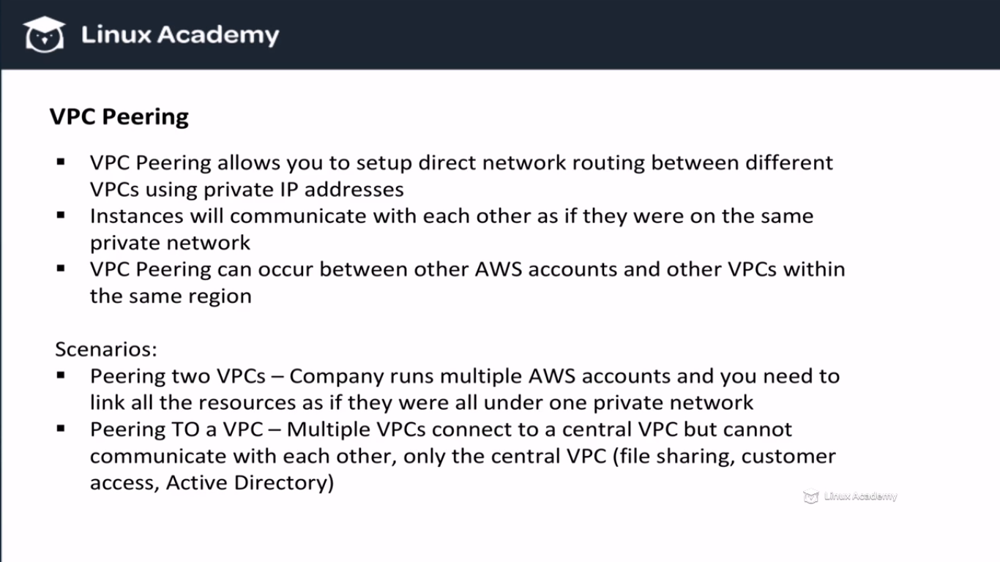 Linux Academy
VPC Peering
▪ VPC Peering allows you to setup direct network routing between different
VPCs using private IP addresses
▪ Instances will communicate with each other as if they were on the same
private network
▪ VPC Peering can occur between other AWS accounts and other VPCs within
the same region
Scenarios:
▪ Peering two VPCs – Company runs multiple AWS accounts and you need to
link all the resources as if they were all under one private network
▪ Peering TO a VPC – Multiple VPCs connect to a central VPC but cannot
communicate with each other, only the central VPC (file sharing, customer
access, Active Directory)
Linux Academy